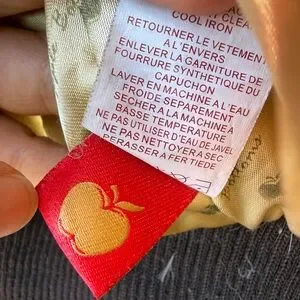 COOL IRON
RETOURNER LE VETEMENT
A L'ENVERS
ENLEVER LA GARNITURE DE
FOURRURE SYNTHETIQUE DU
CAPUCHON
LAVER EN MACHINE A L'EAU
FROIDE SEPAREMENT
SECHER A LA MACHINE A
BASSE TEMPERATURE
NE PAS UTILISER D'EAU DE JAVEL
NE PAS NETTOYER A SEC
REPASSER A FER TIEDE